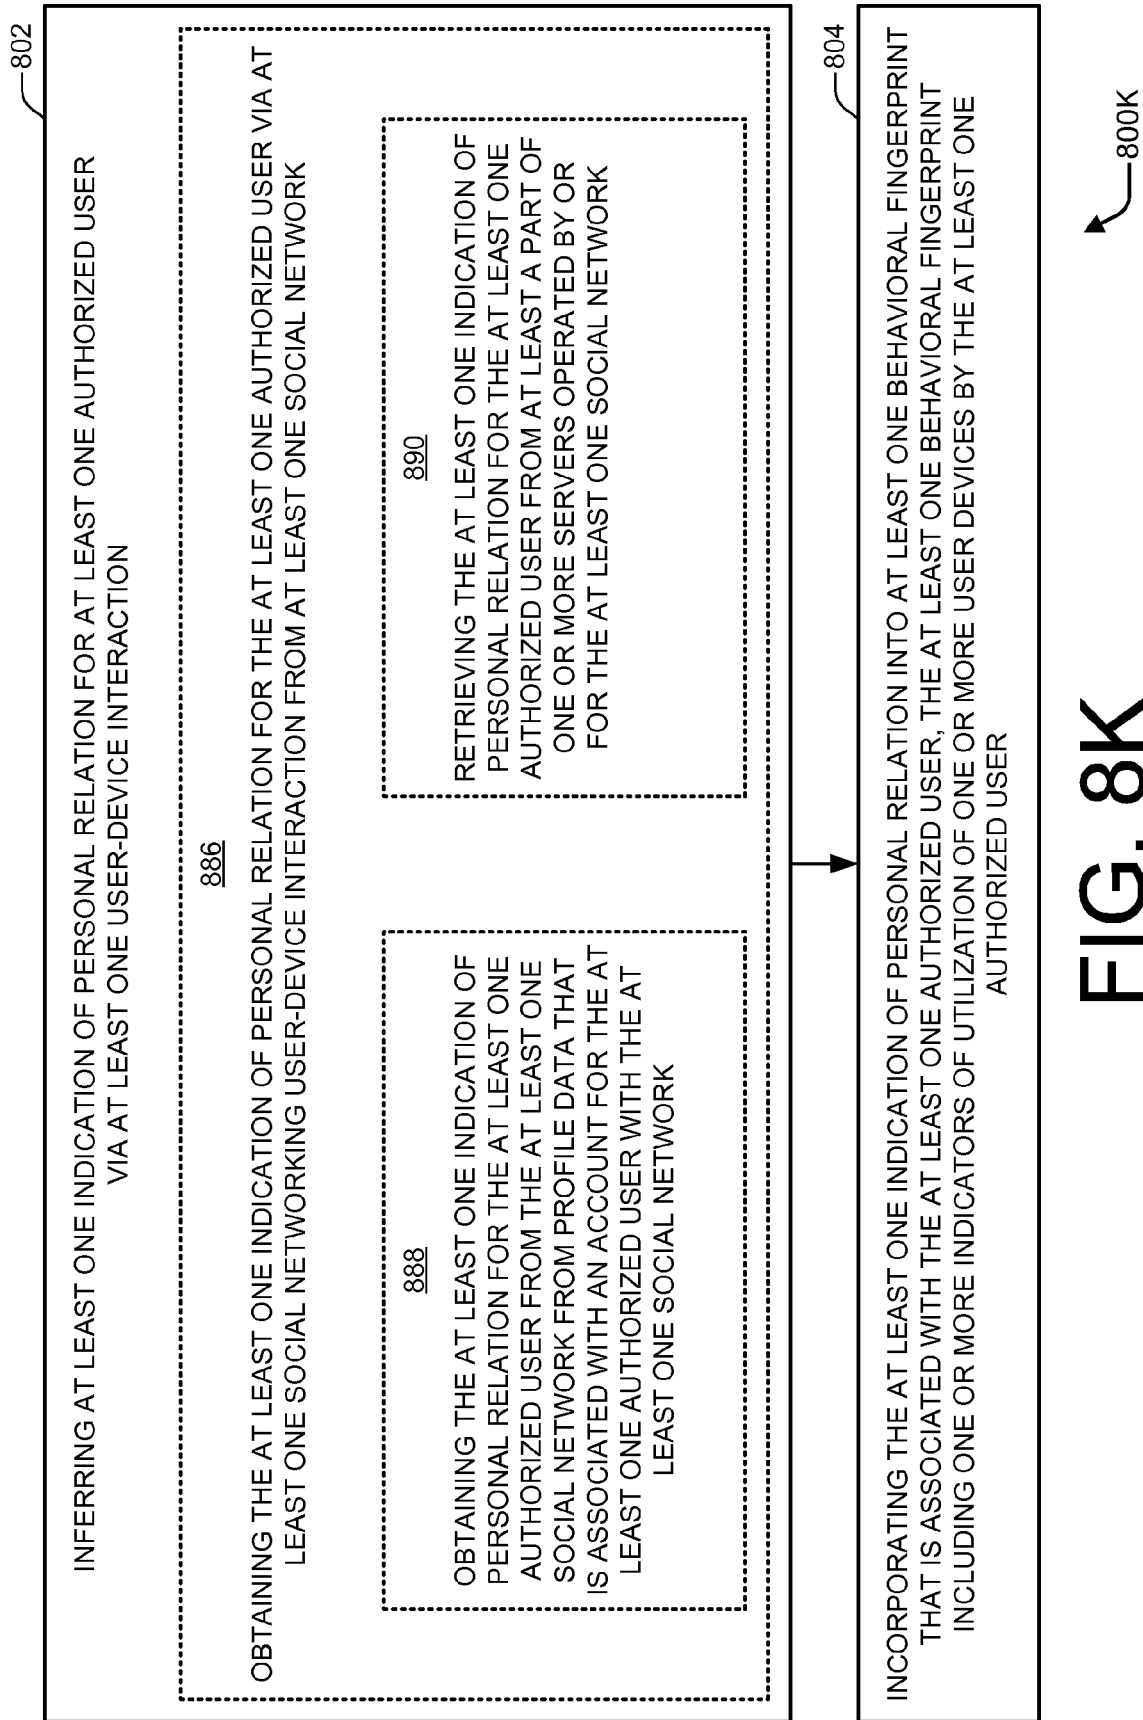 802
INFERRING AT LEAST ONE INDICATION OF PERSONAL RELATION FOR AT LEAST ONE AUTHORIZED USER
VIA AT LEAST ONE USER-DEVICE INTERACTION
886
OBTAINING THE AT LEAST ONE INDICATION OF PERSONAL RELATION FOR THE AT LEAST ONE AUTHORIZED USER VIA AT
LEAST ONE SOCIAL NETWORKING USER-DEVICE INTERACTION FROM AT LEAST ONE SOCIAL NETWORK
888
OBTAINING THE AT LEAST ONE INDICATION OF
PERSONAL RELATION FOR THE AT LEAST ONE
AUTHORIZED USER FROM THE AT LEAST ONE
SOCIAL NETWORK FROM PROFILE DATA THAT
IS ASSOCIATED WITH AN ACCOUNT FOR THE AT
LEAST ONE AUTHORIZED USER WITH THE AT
LEAST ONE SOCIAL NETWORK
890
RETRIEVING THE AT LEAST ONE INDICATION OF
PERSONAL RELATION FOR THE AT LEAST ONE
AUTHORIZED USER FROM AT LEAST A PART OF
ONE OR MORE SERVERS OPERATED BY OR
FOR THE AT LEAST ONE SOCIAL NETWORK
804
INCORPORATING THE AT LEAST ONE INDICATION OF PERSONAL RELATION INTO AT LEAST ONE BEHAVIORAL FINGERPRINT
THAT IS ASSOCIATED WITH THE AT LEAST ONE AUTHORIZED USER, THE AT LEAST ONE BEHAVIORAL FINGERPRINT
INCLUDING ONE OR MORE INDICATORS OF UTILIZATION OF ONE OR MORE USER DEVICES BY THE AT LEAST ONE
AUTHORIZED USER
800K
FIG. 8K